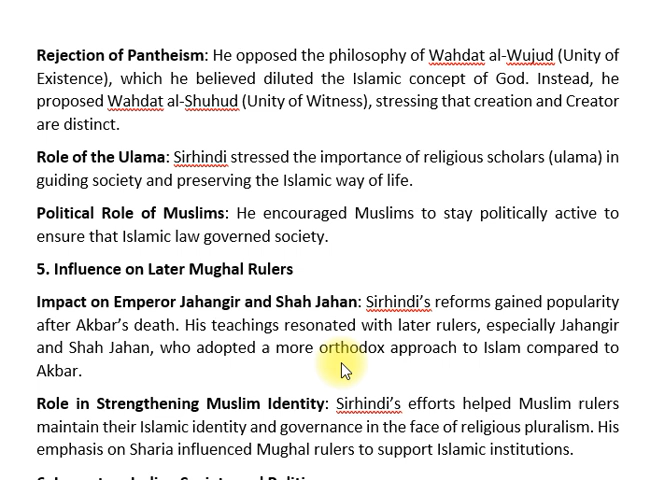 Rejection of Pantheism: He opposed the philosophy of Wahdat al-Wujud (Unity of
Existence), which he believed diluted the Islamic concept of God. Instead, he
proposed Wahdat al-Shuhud (Unity of Witness), stressing that creation and Creator
are distinct.
Role of the Ulama: Sirhindi stressed the importance of religious scholars (ulama) in
guiding society and preserving the Islamic way of life.
Political Role of Muslims: He encouraged Muslims to stay politically active to
ensure that Islamic law governed society.
5. Influence on Later Mughal Rulers
Impact on Emperor Jahangir and Shah Jahan: Sirhindi’s reforms gained popularity
after Akbar’s death. His teachings resonated with later rulers, especially Jahangir
and Shah Jahan, who adopted a more orthodox approach to Islam compared to
Akbar.
Role in Strengthening Muslim Identity: Sirhindi’s efforts helped Muslim rulers
maintain their Islamic identity and governance in the face of religious pluralism. His
emphasis on Sharia influenced Mughal rulers to support Islamic institutions.